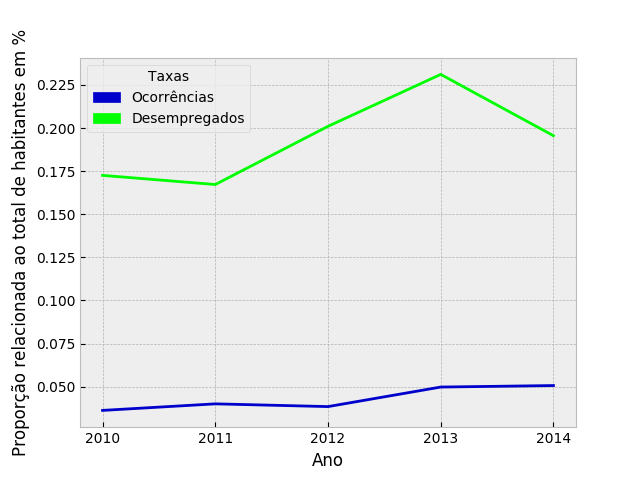 Proporção relacionada ao total de habitantes em %
Taxas
Ocorrências
Desempregados
0.225
0.200
0.175
0.150
0.125
0.100
0.075
0.050
2010 2011 2012 2013 2014
Ano